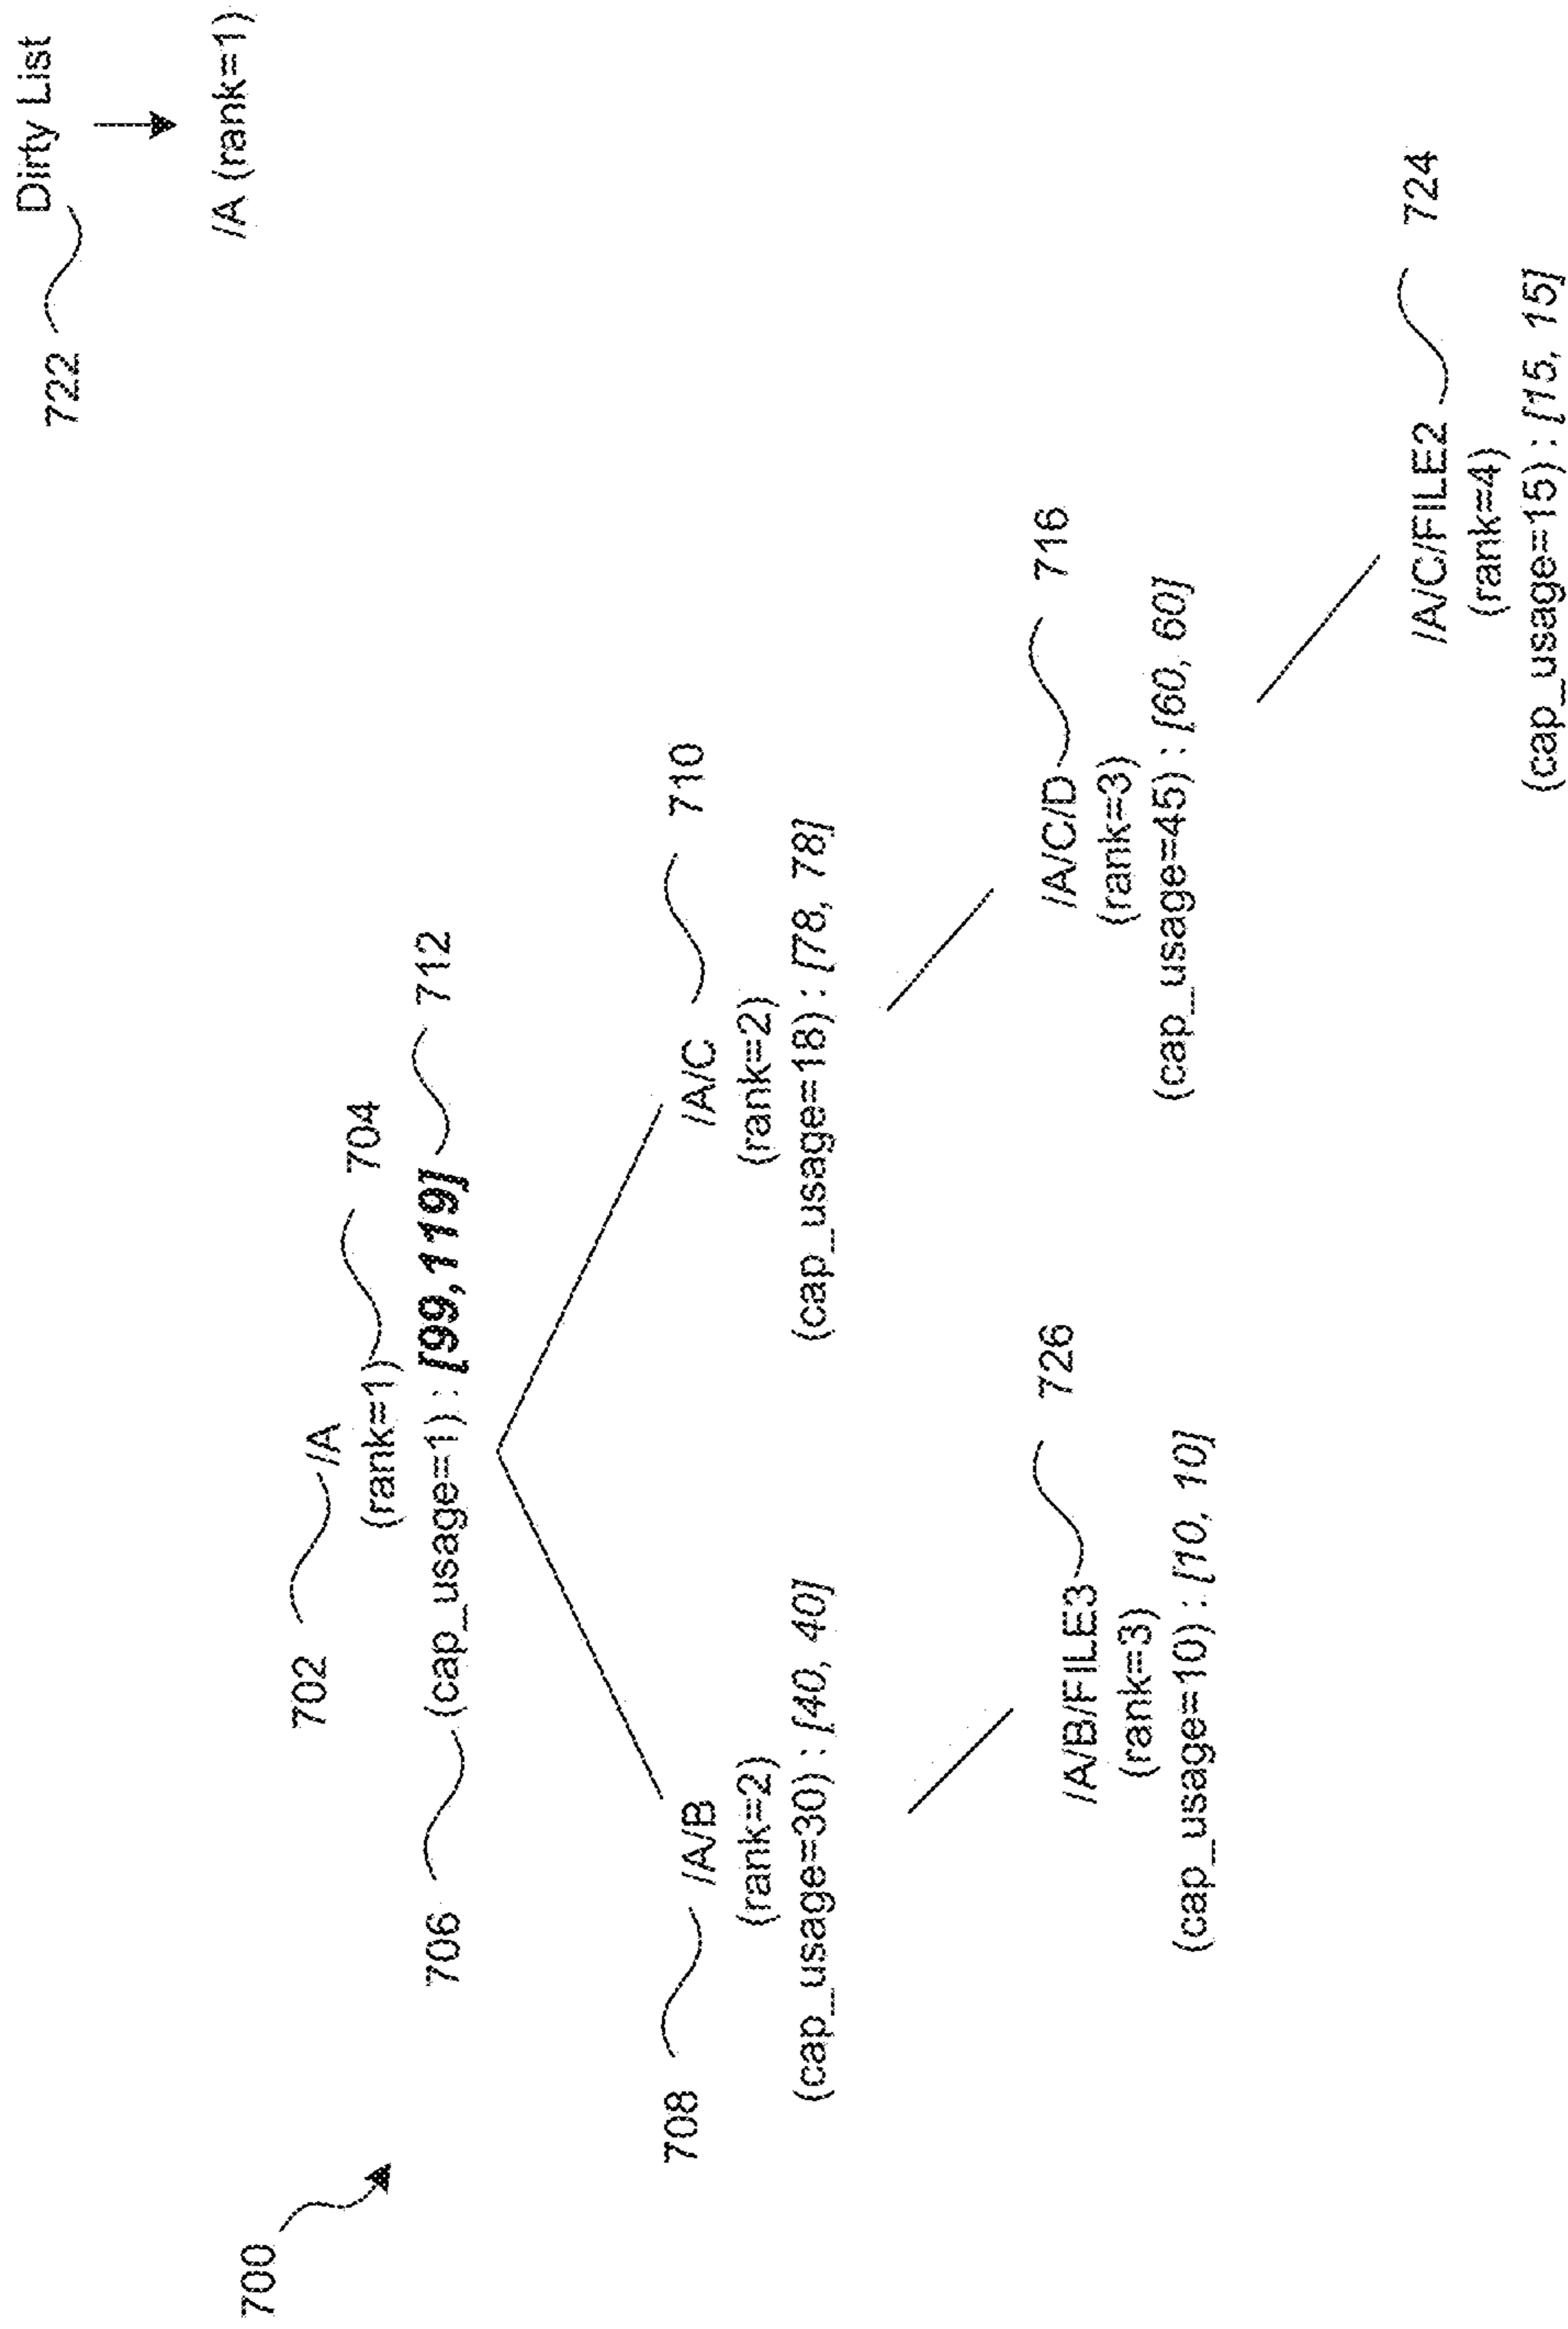 722 Dirty List
/A (rank=1)
700
702 /A
(rank=1) 704
706 (cap_usage=1) : [99,119] 712
708 /A/B
(rank=2)
(cap_usage=30) : [40, 40]
/A/C 710
(rank=2)
(cap_usage=18) : [78, 78]
/A/B/FILE3 726
(rank=3)
(cap_usage=10) : [10, 10]
/A/C/D 716
(rank=3)
(cap_usage=45) : [60, 60]
/A/C/FILE2 724
(rank=4)
(cap_usage=15) : [15, 15]